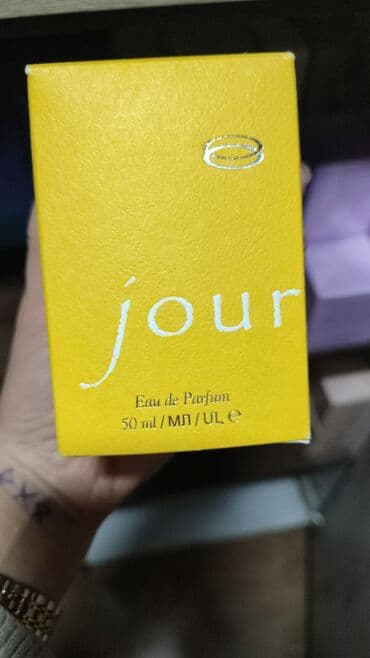 jour
Eau de Parfum
50 ml / МЛ / UL ℮